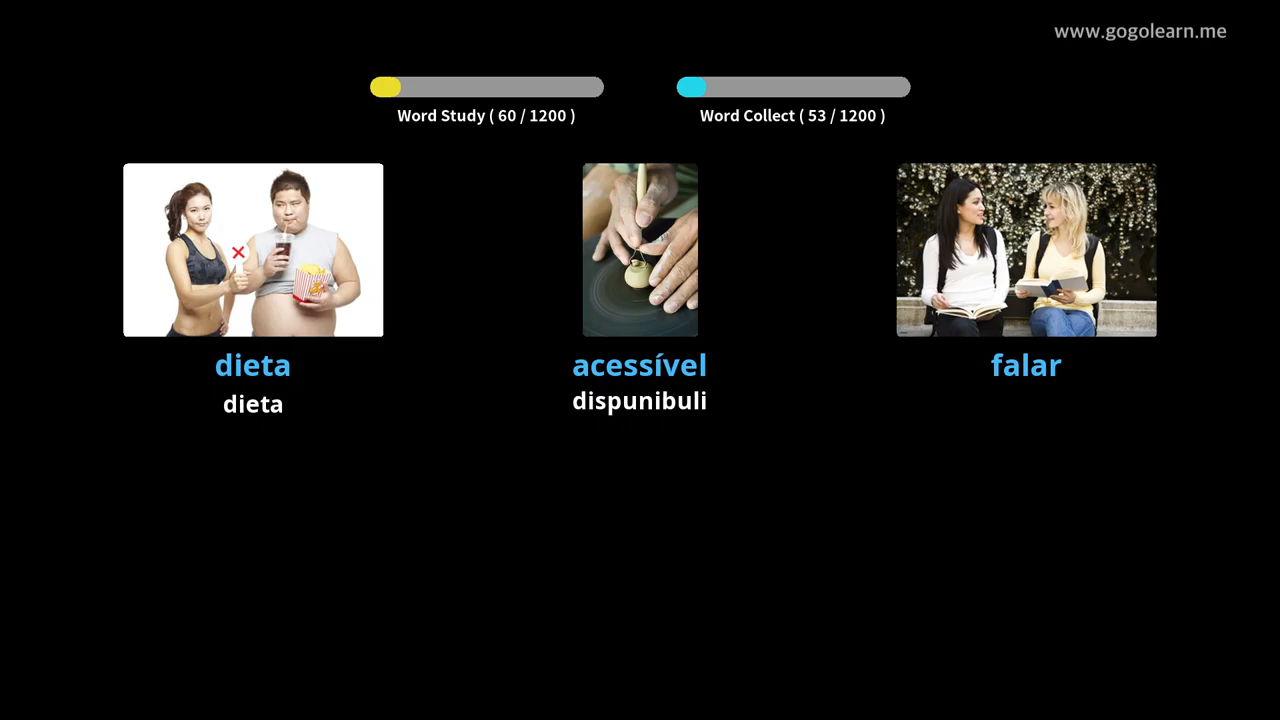 www.gogolearn.me
Word Study ( 60 / 1200 )
Word Collect ( 53 / 1200 )
dieta
dieta
acessível
dispunibuli
falar